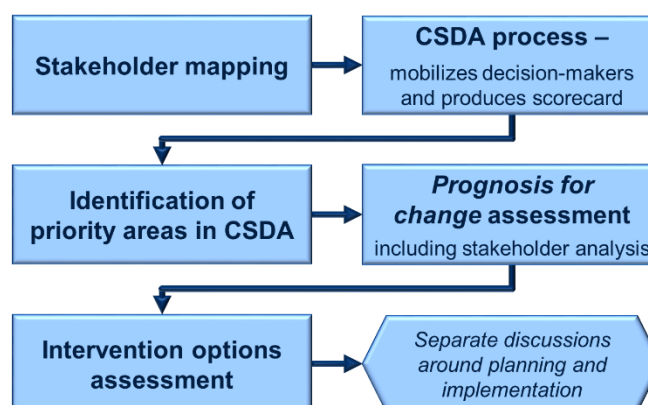 Stakeholder mapping
CSDA process –
mobilizes decision-makers
and produces scorecard
Identification of
priority areas in CSDA
Prognosis for
change assessment
including stakeholder analysis
Intervention options
assessment
Separate discussions
around planning and
implementation